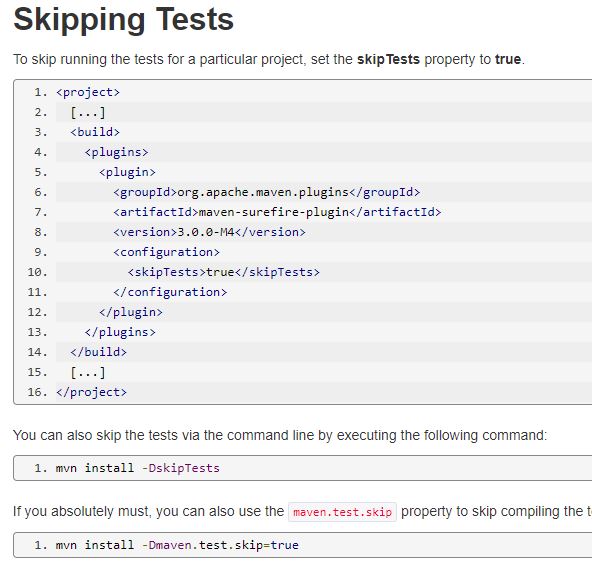 Skipping Tests
To skip running the tests for a particular project, set the skipTests property to true.
1. <project>
2. [...]
3. <build>
4. <plugins>
5. <plugin>
6. <groupId>org.apache.maven.plugins</groupId>
7. <artifactId>maven-surefire-plugin</artifactId>
8. <version>3.0.0-M4</version>
9. <configuration>
10. <skipTests>true</skipTests>
11. </configuration>
12. </plugin>
13. </plugins>
14. </build>
15. [...]
16. </project>
You can also skip the tests via the command line by executing the following command:
1. mvn install -DskipTests
If you absolutely must, you can also use the maven.test.skip property to skip compiling the
1. mvn install -Dmaven.test.skip=true